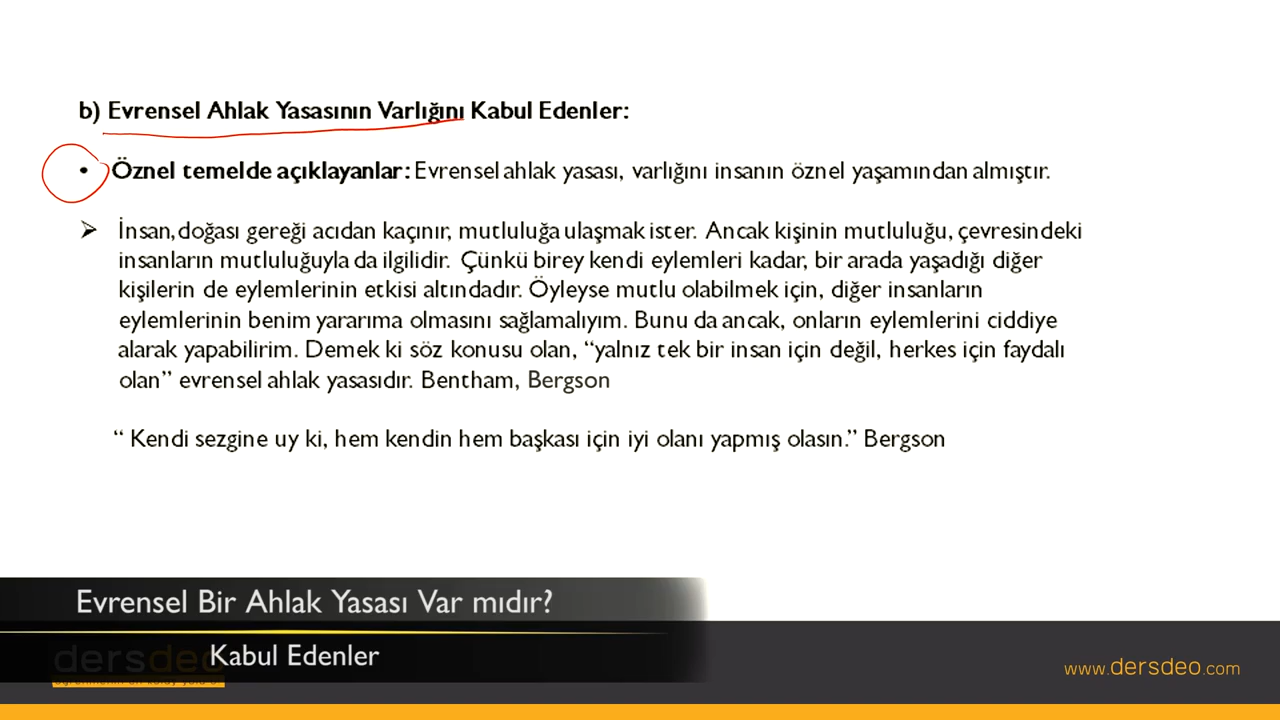 b) Evrensel Ahlak Yasasının Varlığını Kabul Edenler:
• Öznel temelde açıklayanlar: Evrensel ahlak yasası, varlığını insanın öznel yaşamından almıştır.
➢ İnsan, doğası gereği acıdan kaçınır, mutluluğa ulaşmak ister. Ancak kişinin mutluluğu, çevresindeki
insanların mutluluğuyla da ilgilidir. Çünkü birey kendi eylemleri kadar, bir arada yaşadığı diğer
kişilerin de eylemlerinin etkisi altındadır. Öyleyse mutlu olabilmek için, diğer insanların
eylemlerinin benim yararıma olmasını sağlamalıyım. Bunu da ancak, onların eylemlerini ciddiye
alarak yapabilirim. Demek ki söz konusu olan, “yalnız tek bir insan için değil, herkes için faydalı
olan” evrensel ahlak yasasıdır. Bentham, Bergson
“ Kendi sezgine uy ki, hem kendin hem başkası için iyi olanı yapmış olasın.” Bergson
Evrensel Bir Ahlak Yasası Var mıdır?
Kabul Edenler
dersdeo
www.dersdeo.com